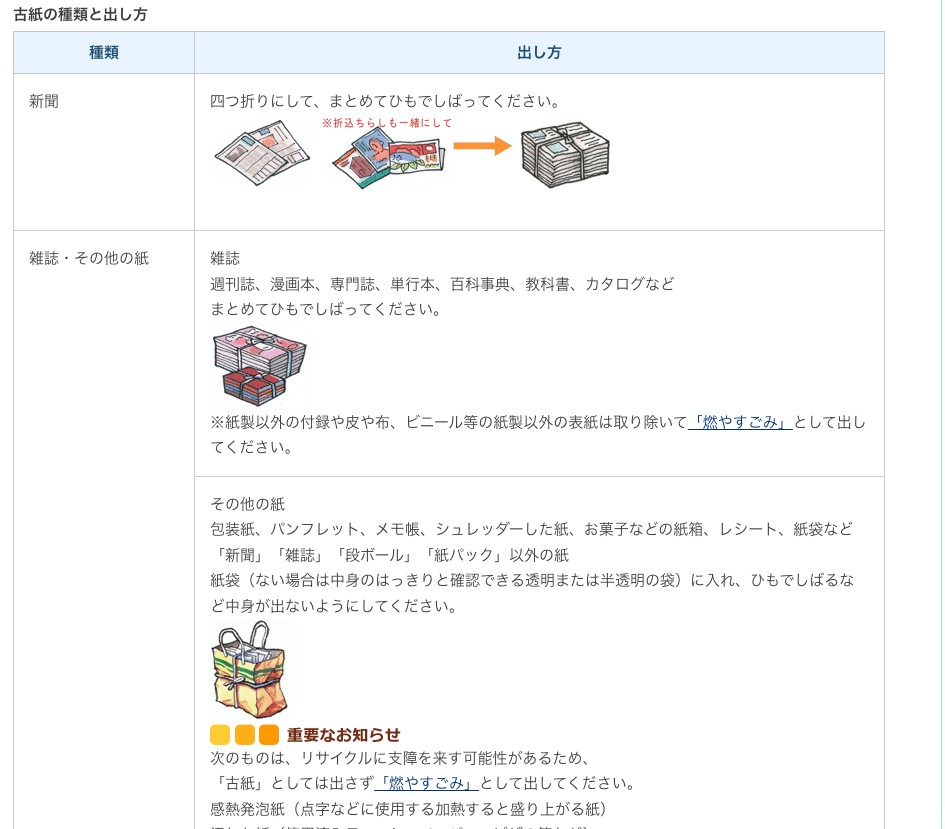 古紙の種類と出し方
種類
出し方
新聞
四つ折りにして、まとめてひもでしばってください。
※折込ちらしも一緒にして
雑誌・その他の紙
雑誌
週刊誌、漫画本、専門誌、単行本、百科事典、教科書、カタログなど
まとめてひもでしばってください。
※紙製以外の付録や皮や布、ビニール等の紙製以外の表紙は取り除いて「燃やすごみ」として出し
てください。
その他の紙
包装紙、パンフレット、メモ帳、シュレッダーした紙、お菓子などの紙箱、レシート、紙袋など
「新聞」「雑誌」「段ボール」「紙パック」以外の紙
紙袋（ない場合は中身のはっきりと確認できる透明または半透明の袋）に入れ、ひもでしばるな
ど中身が出ないようにしてください。
重要なお知らせ
次のものは、リサイクルに支障を来す可能性があるため、
「古紙」としては出さず「燃やすごみ」として出してください。
感熱発泡紙（点字などに使用する加熱すると盛り上がる紙）